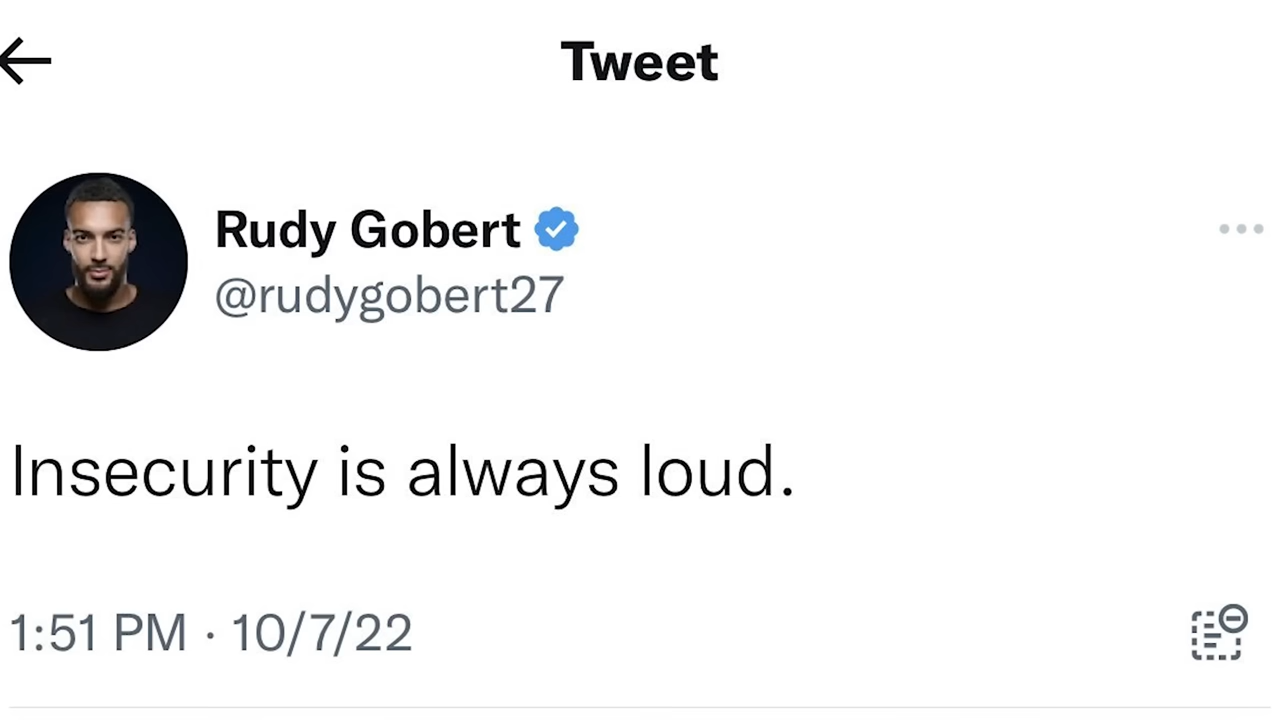 Tweet
Rudy Gobert
@rudygobert27
Insecurity is always loud.
1:51 PM · 10/7/22